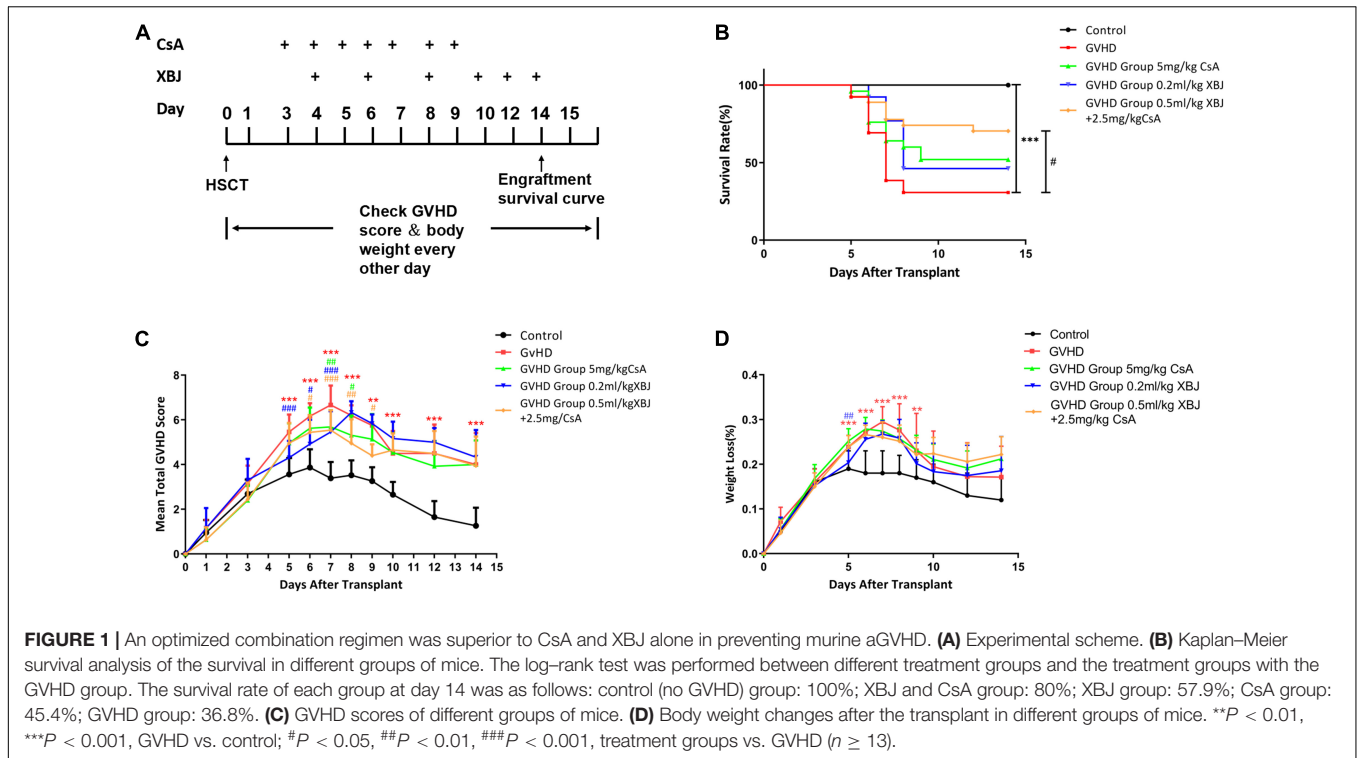 A
CsA + + + + + + +
XBJ + + + + + +
Day 0 1 3 4 5 6 7 8 9 10 12 14 15
HSCT
Engraftment
survival curve
Check GVHD
score & body
weight every
other day
B
Control
GVHD
GVHD Group 5mg/kg CsA
GVHD Group 0.2ml/kg XBJ
GVHD Group 0.5ml/kg XBJ
+2.5mg/kgCsA
Survival Rate(%)
100
50
0
0 5 10 15
Days After Transplant
***
#
C
Control
GvHD
GVHD Group 5mg/kgCsA
GVHD Group 0.2ml/kgXBJ
GVHD Group 0.5ml/kgXBJ
+2.5mg/CsA
Mean Total GVHD Score
8
6
4
2
0
0 1 2 3 4 5 6 7 8 9 10 11 12 13 14 15
Days After Transplant
*** *** *** *** ** *** *** ***
### # ## # #
# ### ##
###
D
Control
GVHD
GVHD Group 5mg/kg CsA
GVHD Group 0.2ml/kg XBJ
GVHD Group 0.5ml/kg XBJ
+2.5mg/kg CsA
Weight Loss(%)
0.4
0.3
0.2
0.1
0.0
0 5 10 15
Days After Transplant
##
*** *** *** *** **
FIGURE 1 | An optimized combination regimen was superior to CsA and XBJ alone in preventing murine aGVHD. (A) Experimental scheme. (B) Kaplan–Meier
survival analysis of the survival in different groups of mice. The log–rank test was performed between different treatment groups and the treatment groups with the
GVHD group. The survival rate of each group at day 14 was as follows: control (no GVHD) group: 100%; XBJ and CsA group: 80%; XBJ group: 57.9%; CsA group:
45.4%; GVHD group: 36.8%. (C) GVHD scores of different groups of mice. (D) Body weight changes after the transplant in different groups of mice. **P < 0.01,
***P < 0.001, GVHD vs. control; #P < 0.05, ##P < 0.01, ###P < 0.001, treatment groups vs. GVHD (n ≥ 13).